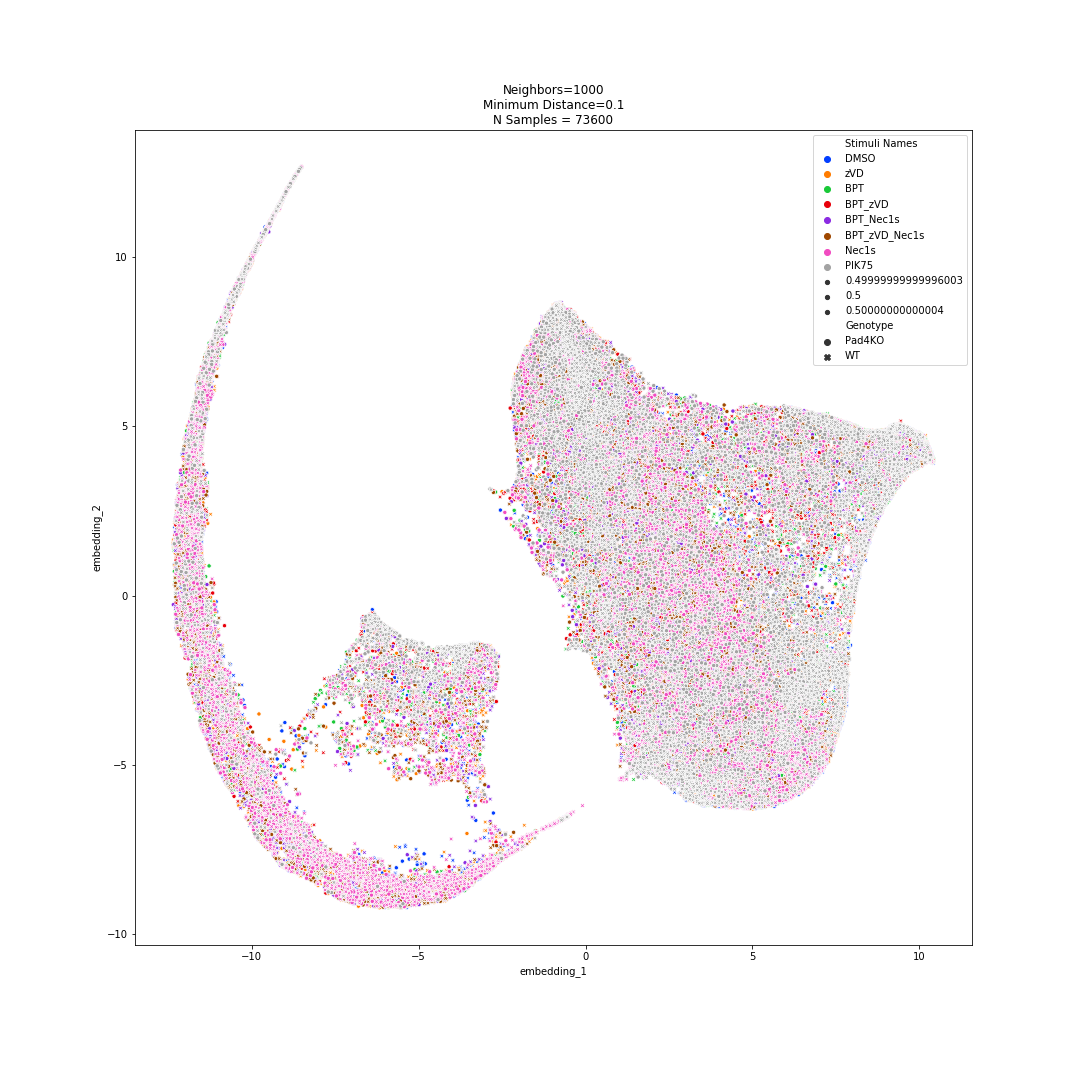 Neighbors=1000
Minimum Distance=0.1
N Samples = 73600
Stimuli Names
DMSO
zVD
BPT
BPT_zVD
BPT_Nec1s
BPT_zVD_Nec1s
Nec1s
PIK75
0.49999999999996003
0.5
0.50000000000004
Genotype
Pad4KO
WT
10
5
0
−5
−10
embedding_2
−10
−5
0
5
10
embedding_1